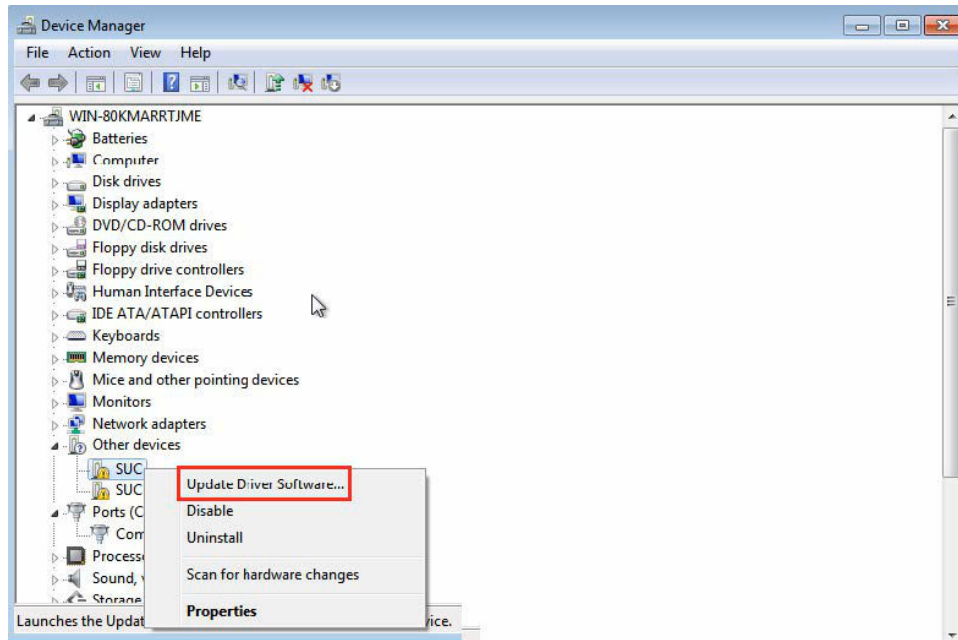 Device Manager
File Action View Help
WIN-80KMARRTJME
Batteries
Computer
Disk drives
Display adapters
DVD/CD-ROM drives
Floppy disk drives
Floppy drive controllers
Human Interface Devices
IDE ATA/ATAPI controllers
Keyboards
Memory devices
Mice and other pointing devices
Monitors
Network adapters
Other devices
SUC
SUC
Ports (C
Com
Process
Sound,
Storage
Update Driver Software...
Disable
Uninstall
Scan for hardware changes
Properties
Launches the Updat vice.